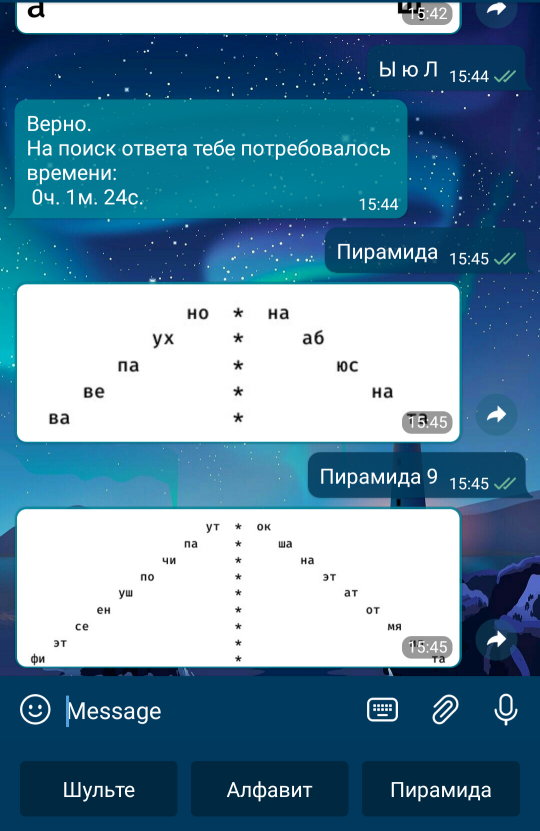 а
15:42
Ы ю Л 15:44
Верно.
На поиск ответа тебе потребовалось
времени:
0ч. 1м. 24с.
15:44
Пирамида 15:45
но * на
ух * аб
па * юс
ве * на
ва * та
15:45
Пирамида 9 15:45
ут * ок
па * ша
чи * на
по * эт
уш * ат
ен * от
се * мя
эт *
15:45
фи * та
Message
Шульте Алфавит Пирамида